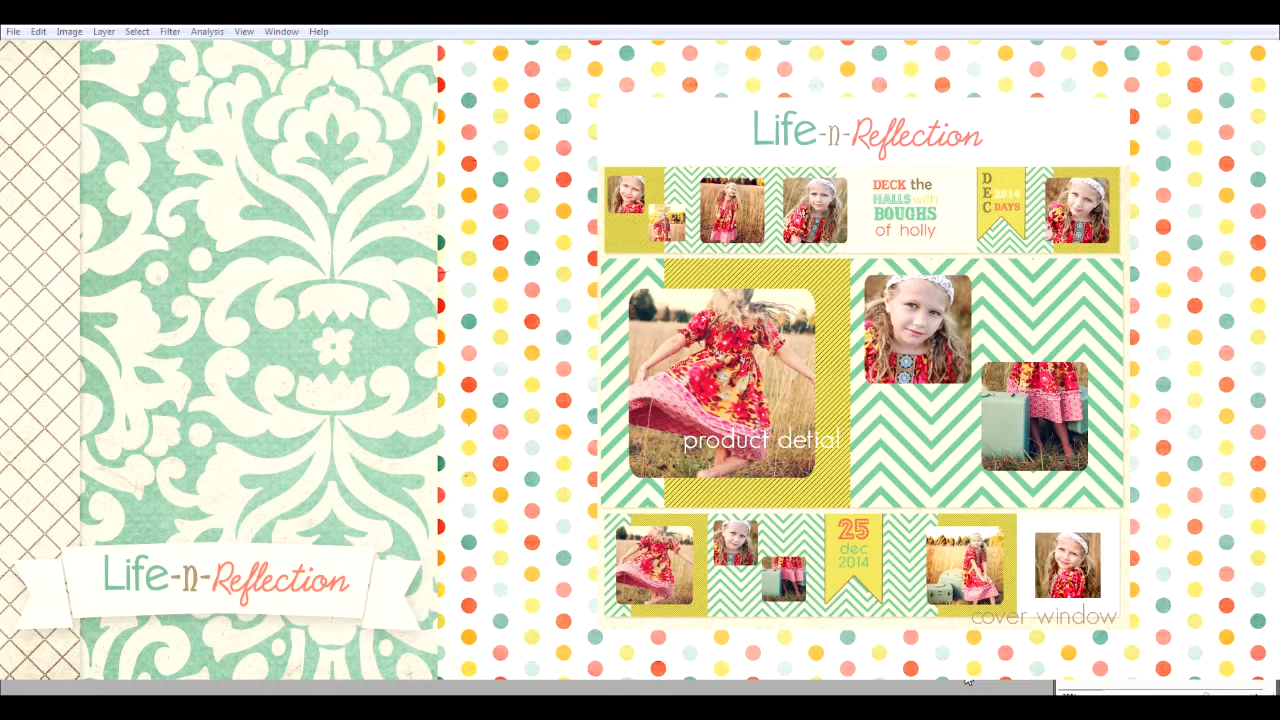 File Edit Image Layer Select Filter Analysis View Window Help
Life-n-Reflection
DECK the
HALLS with
BOUGHS
of holly
DEC
2014
DAYS
product detial
25
dec
2014
cover window
Life-n-Reflection